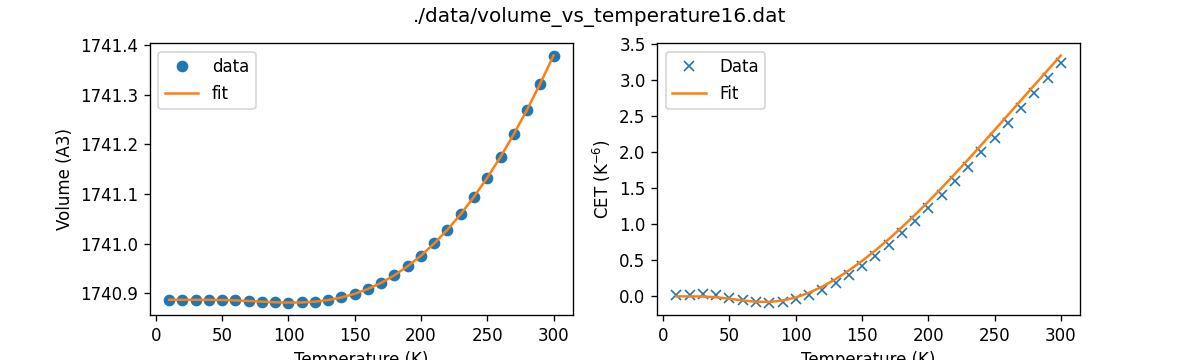 ./data/volume_vs_temperature16.dat
1741.4
1741.3
1741.2
1741.1
1741.0
1740.9
Volume (A3)
data
fit
0 50 100 150 200 250 300
Temperature (K)
3.5
3.0
2.5
2.0
1.5
1.0
0.5
0.0
CET (K⁻⁶)
Data
Fit
0 50 100 150 200 250 300
Temperature (K)